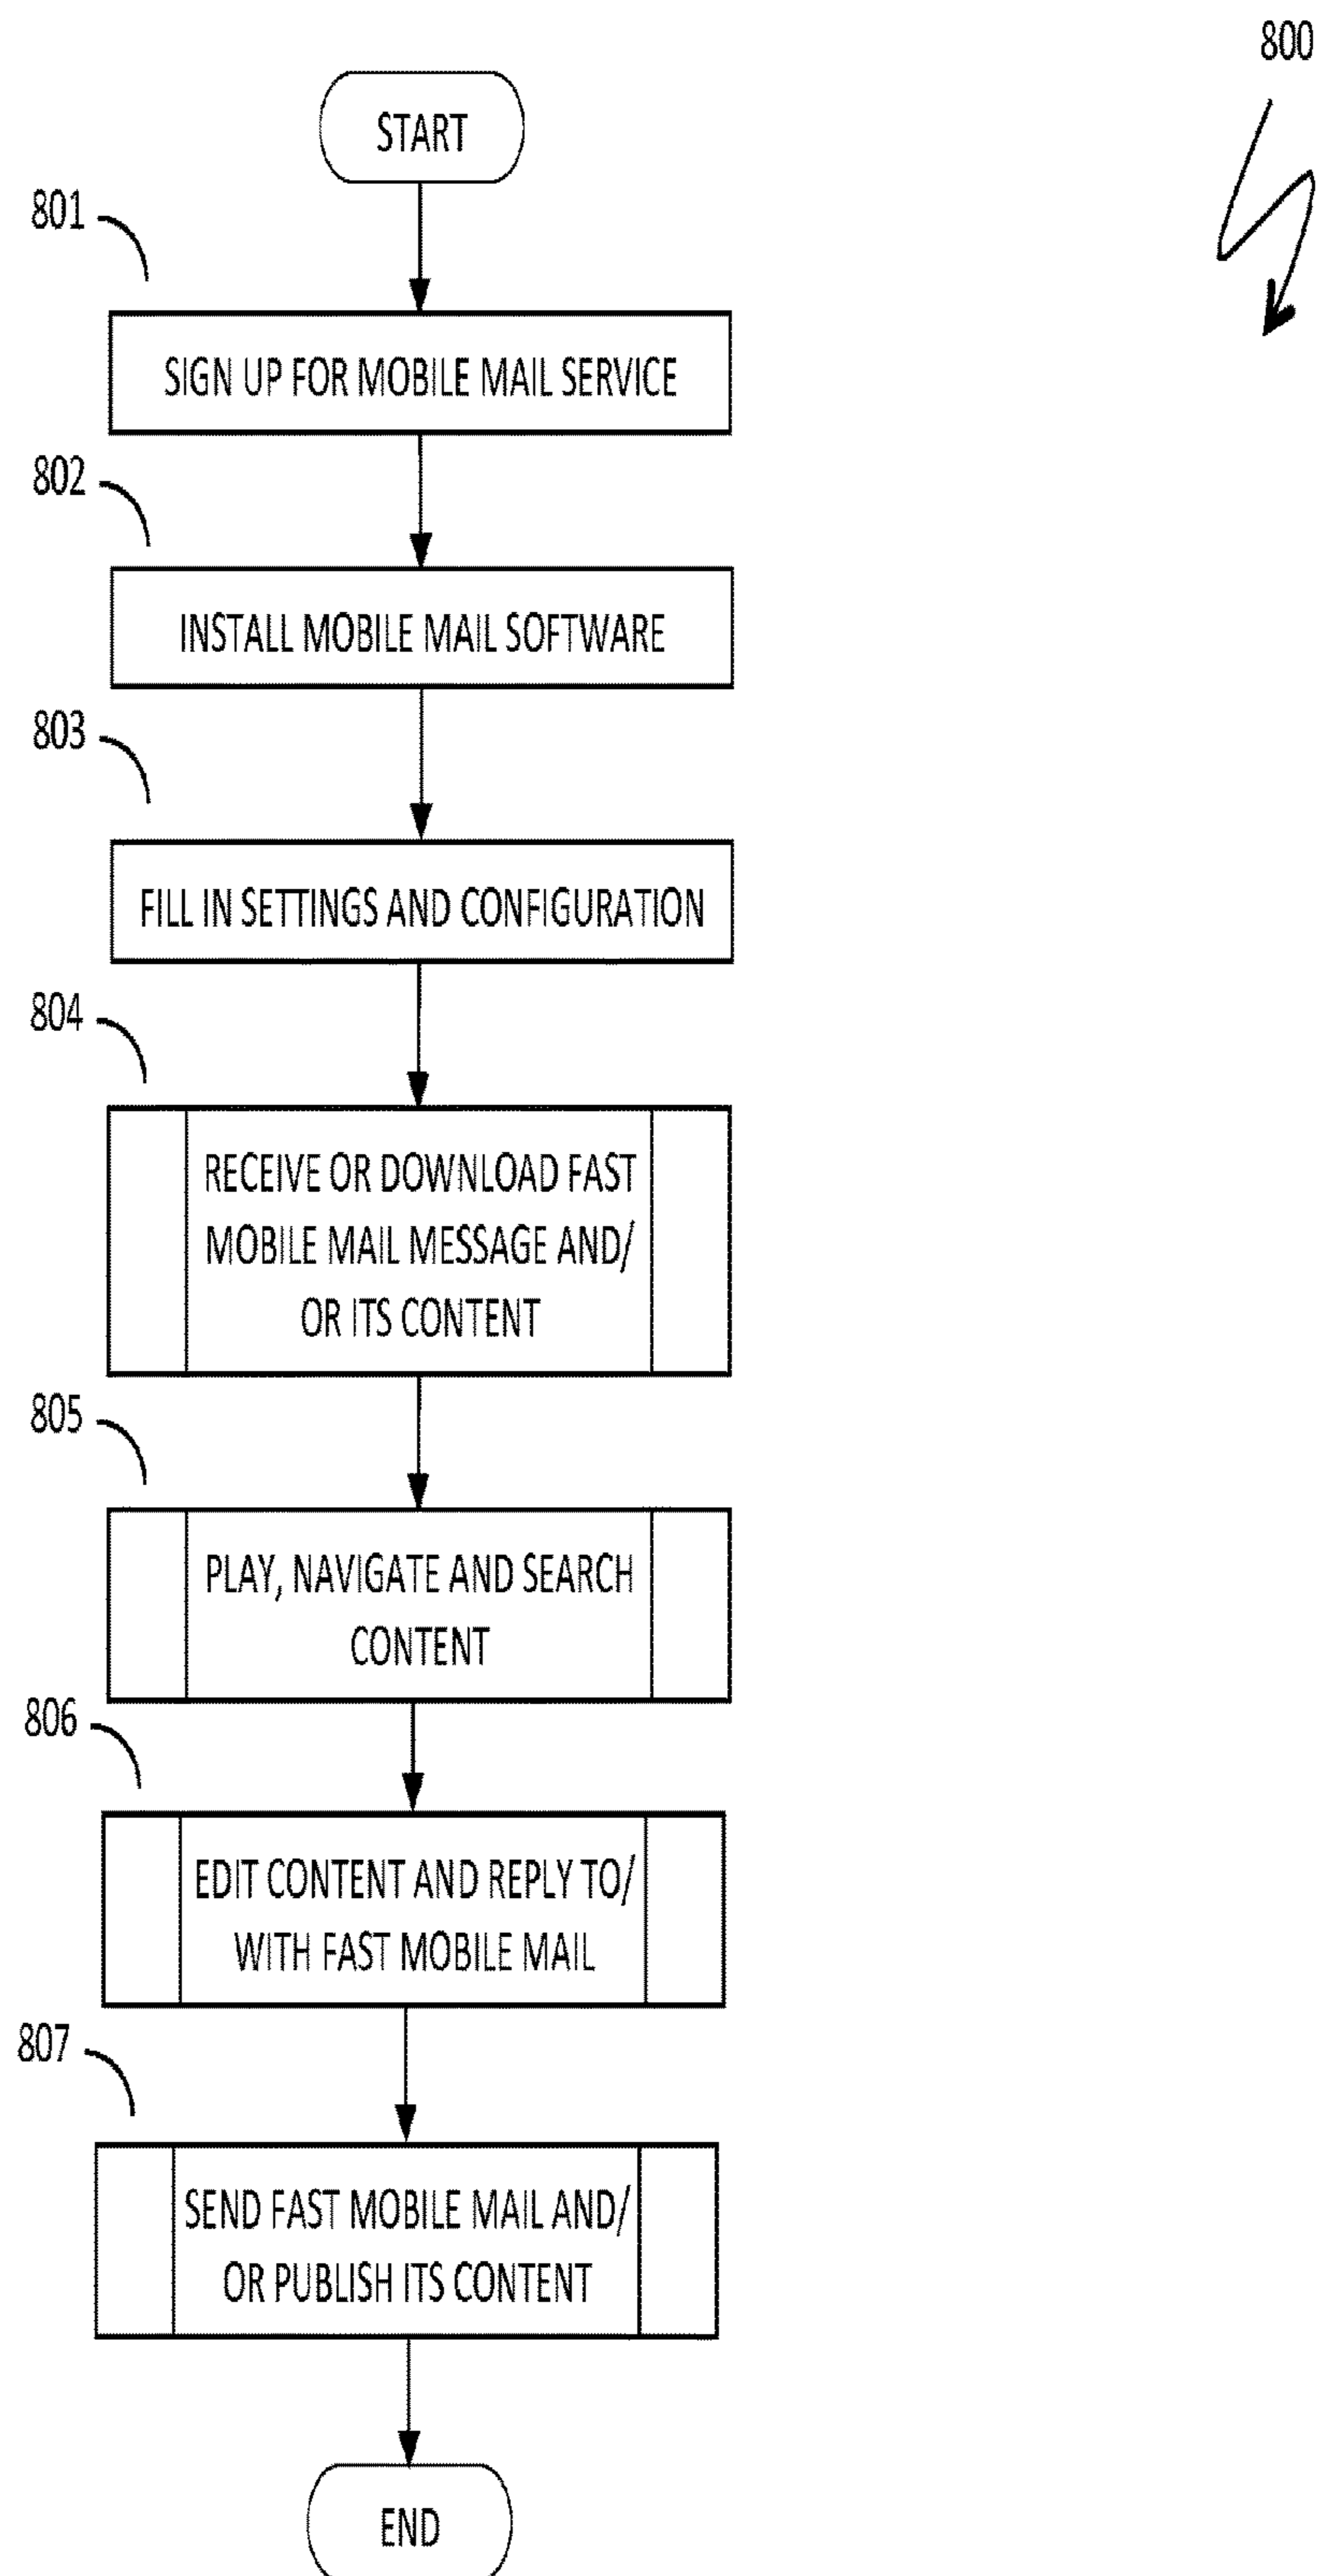 800
START
801
SIGN UP FOR MOBILE MAIL SERVICE
802
INSTALL MOBILE MAIL SOFTWARE
803
FILL IN SETTINGS AND CONFIGURATION
804
RECEIVE OR DOWNLOAD FAST
MOBILE MAIL MESSAGE AND/
OR ITS CONTENT
805
PLAY, NAVIGATE AND SEARCH
CONTENT
806
EDIT CONTENT AND REPLY TO/
WITH FAST MOBILE MAIL
807
SEND FAST MOBILE MAIL AND/
OR PUBLISH ITS CONTENT
END